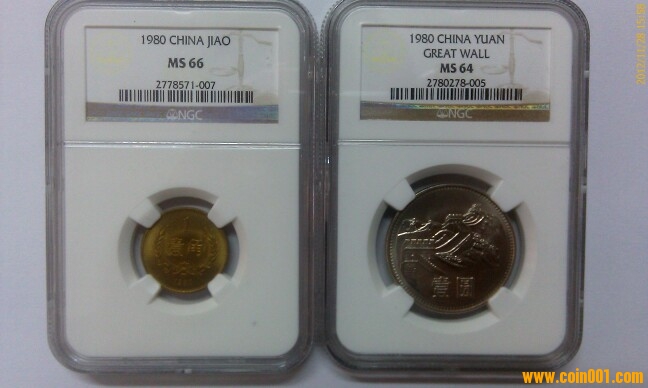 1980 CHINA JIAO
MS 66
2778571-007
NGC
1980 CHINA YUAN
GREAT WALL
MS 64
2780278-005
NGC
壹角
壹圆
www.coin001.com